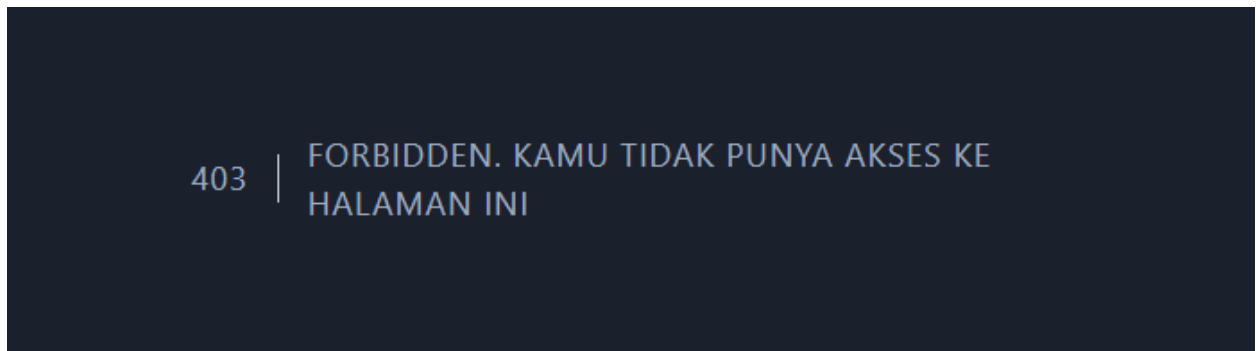 403
FORBIDDEN. KAMU TIDAK PUNYA AKSES KE
HALAMAN INI